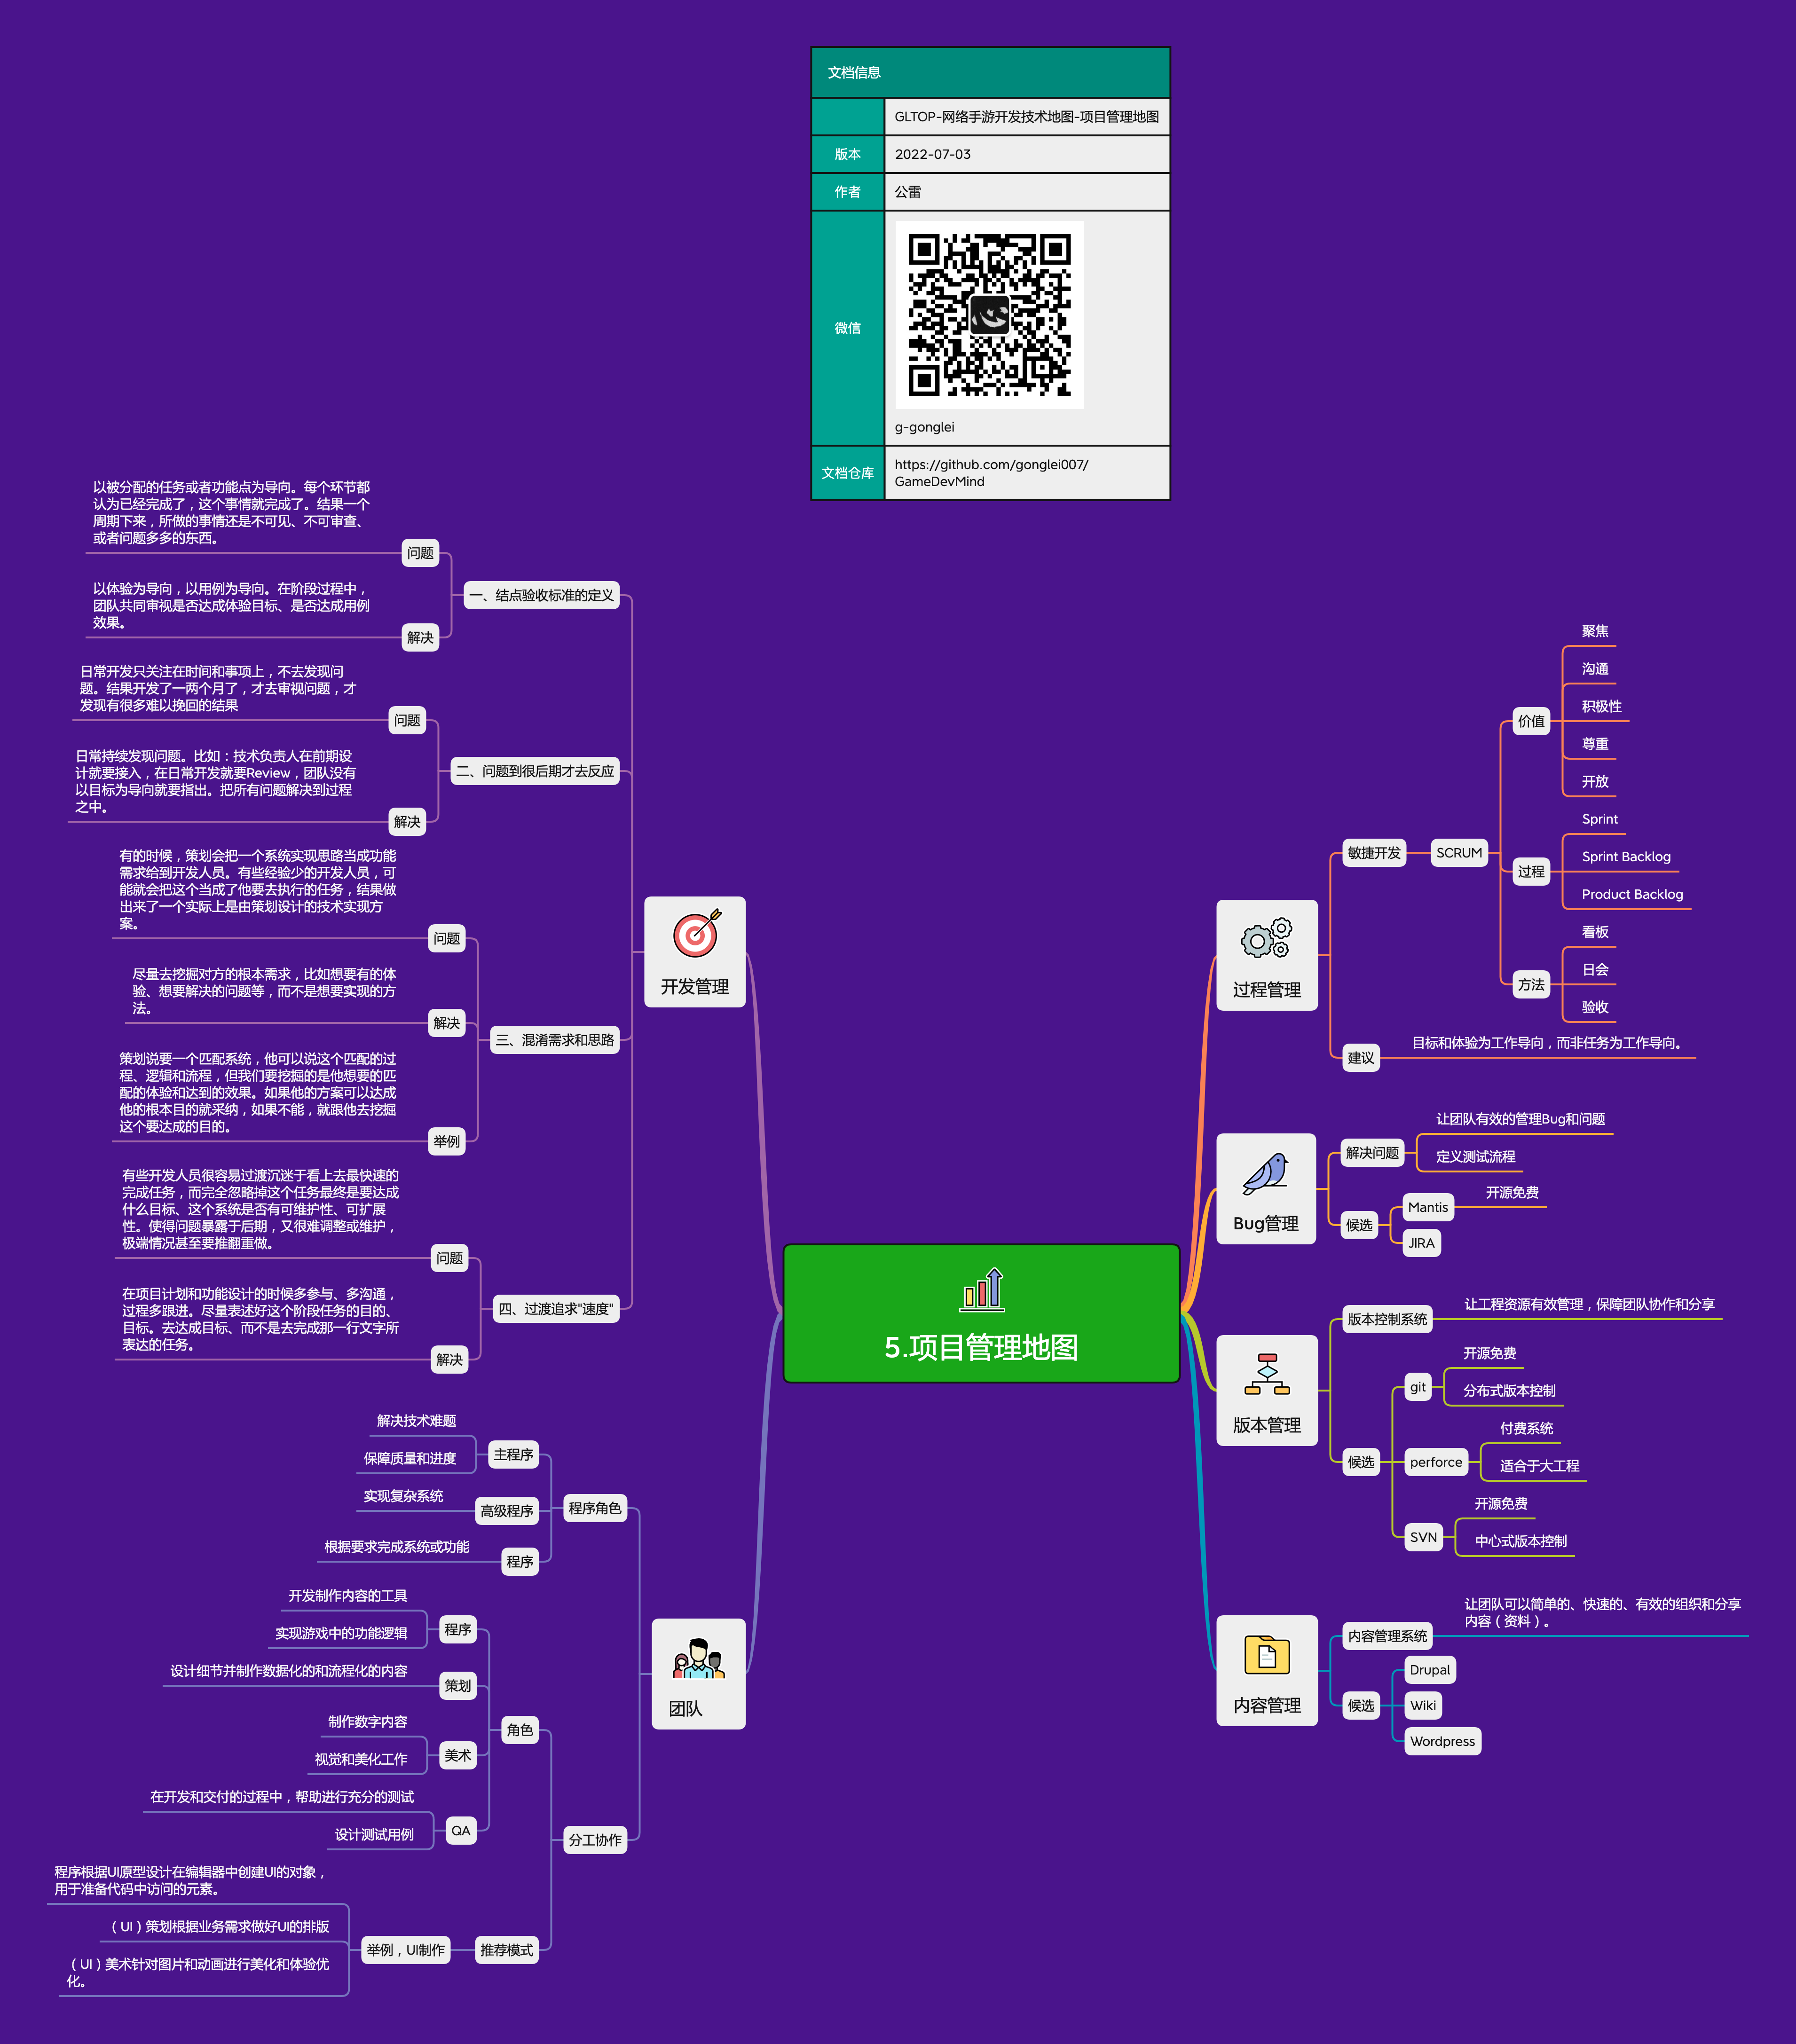 文档信息
GLTOP-网络手游开发技术地图-项目管理地图
版本
2022-07-03
作者
公雷
微信
g-gonglei
文档仓库
https://github.com/gonglei007/
GameDevMind
5.项目管理地图
开发管理
一、结点验收标准的定义
问题
以被分配的任务或者功能点为导向。每个环节都
认为已经完成了，这个事情就完成了。结果一个
周期下来，所做的事情还是不可见、不可审查、
或者问题多多的东西。
解决
以体验为导向，以用例为导向。在阶段过程中，
团队共同审视是否达成体验目标、是否达成用例
效果。
二、问题到很后期才去反应
问题
日常开发只关注在时间和事项上，不去发现问
题。结果开发了一两个月了，才去审视问题，才
发现有很多难以挽回的结果
解决
日常持续发现问题。比如：技术负责人在前期设
计就要接入，在日常开发就要Review，团队没有
以目标为导向就要指出。把所有问题解决到过程
之中。
三、混淆需求和思路
问题
有的时候，策划会把一个系统实现思路当成功能
需求给到开发人员。有些经验少的开发人员，可
能就会把这个当成了他要去执行的任务，结果做
出来了一个实际上是由策划设计的技术实现方
案。
解决
尽量去挖掘对方的根本需求，比如想要有的体
验、想要解决的问题等，而不是想要实现的方
法。
举例
策划说要一个匹配系统，他可以说这个匹配的过
程、逻辑和流程，但我们要挖掘的是他想要的匹
配的体验和达到的效果。如果他的方案可以达成
他的根本目的就采纳，如果不能，就跟他去挖掘
这个要达成的目的。
四、过渡追求"速度"
问题
有些开发人员很容易过渡沉迷于看上去最快速的
完成任务，而完全忽略掉这个任务最终是要达成
什么目标、这个系统是否有可维护性、可扩展
性。使得问题暴露于后期，又很难调整或维护，
极端情况甚至要推翻重做。
解决
在项目计划和功能设计的时候多参与、多沟通，
过程多跟进。尽量表述好这个阶段任务的目的、
目标。去达成目标、而不是去完成那一行文字所
表达的任务。
团队
程序角色
主程序
解决技术难题
保障质量和进度
高级程序
实现复杂系统
程序
根据要求完成系统或功能
分工协作
角色
程序
开发制作内容的工具
实现游戏中的功能逻辑
策划
设计细节并制作数据化的和流程化的内容
美术
制作数字内容
视觉和美化工作
QA
在开发和交付的过程中，帮助进行充分的测试
设计测试用例
推荐模式
举例，UI制作
程序根据UI原型设计在编辑器中创建UI的对象，
用于准备代码中访问的元素。
（UI）策划根据业务需求做好UI的排版
（UI）美术针对图片和动画进行美化和体验优
化。
过程管理
敏捷开发
SCRUM
价值
聚焦
沟通
积极性
尊重
开放
过程
Sprint
Sprint Backlog
Product Backlog
方法
看板
日会
验收
建议
目标和体验为工作导向，而非任务为工作导向。
Bug管理
解决问题
让团队有效的管理Bug和问题
定义测试流程
候选
Mantis
开源免费
JIRA
版本管理
版本控制系统
让工程资源有效管理，保障团队协作和分享
候选
git
开源免费
分布式版本控制
perforce
付费系统
适合于大工程
SVN
开源免费
中心式版本控制
内容管理
内容管理系统
让团队可以简单的、快速的、有效的组织和分享
内容（资料）。
候选
Drupal
Wiki
Wordpress